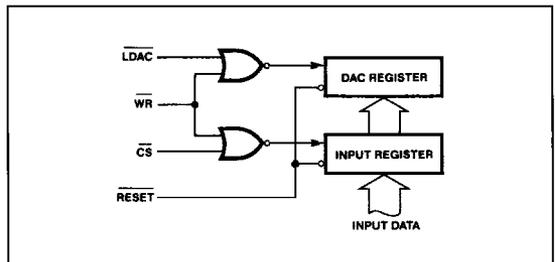 LDAC
DAC REGISTER
WR
CS
INPUT REGISTER
RESET
INPUT DATA